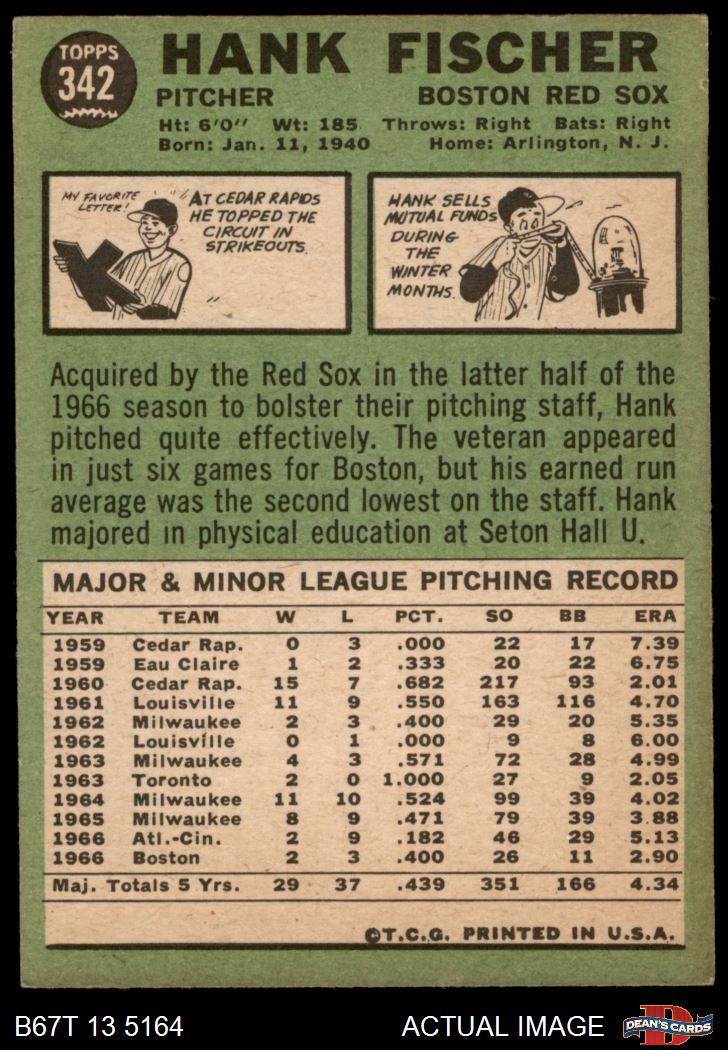 TOPPS
342
HANK FISCHER
PITCHER BOSTON RED SOX
Ht: 6'0" Wt: 185 Throws: Right Bats: Right
Born: Jan. 11, 1940 Home: Arlington, N. J.
MY FAVORITE
LETTER!
AT CEDAR RAPIDS
HE TOPPED THE
CIRCUIT IN
STRIKEOUTS.
HANK SELLS
MUTUAL FUNDS
DURING
THE
WINTER
MONTHS.
Acquired by the Red Sox in the latter half of the
1966 season to bolster their pitching staff, Hank
pitched quite effectively. The veteran appeared
in just six games for Boston, but his earned run
average was the second lowest on the staff. Hank
majored in physical education at Seton Hall U.
MAJOR & MINOR LEAGUE PITCHING RECORD
YEAR TEAM W L PCT. SO BB ERA
1959 Cedar Rap. 0 3 .000 22 17 7.39
1959 Eau Claire 1 2 .333 20 22 6.75
1960 Cedar Rap. 15 7 .682 217 93 2.01
1961 Louisville 11 9 .550 163 116 4.70
1962 Milwaukee 2 3 .400 29 20 5.35
1962 Louisville 0 1 .000 9 8 6.00
1963 Milwaukee 4 3 .571 72 28 4.99
1963 Toronto 2 0 1.000 27 9 2.05
1964 Milwaukee 11 10 .524 99 39 4.02
1965 Milwaukee 8 9 .471 79 39 3.88
1966 Atl.-Cin. 2 9 .182 46 29 5.13
1966 Boston 2 3 .400 26 11 2.90
Maj. Totals 5 Yrs. 29 37 .439 351 166 4.34
©T.C.G. PRINTED IN U.S.A.
B67T 13 5164 ACTUAL IMAGE
D
DEAN'S CARDS